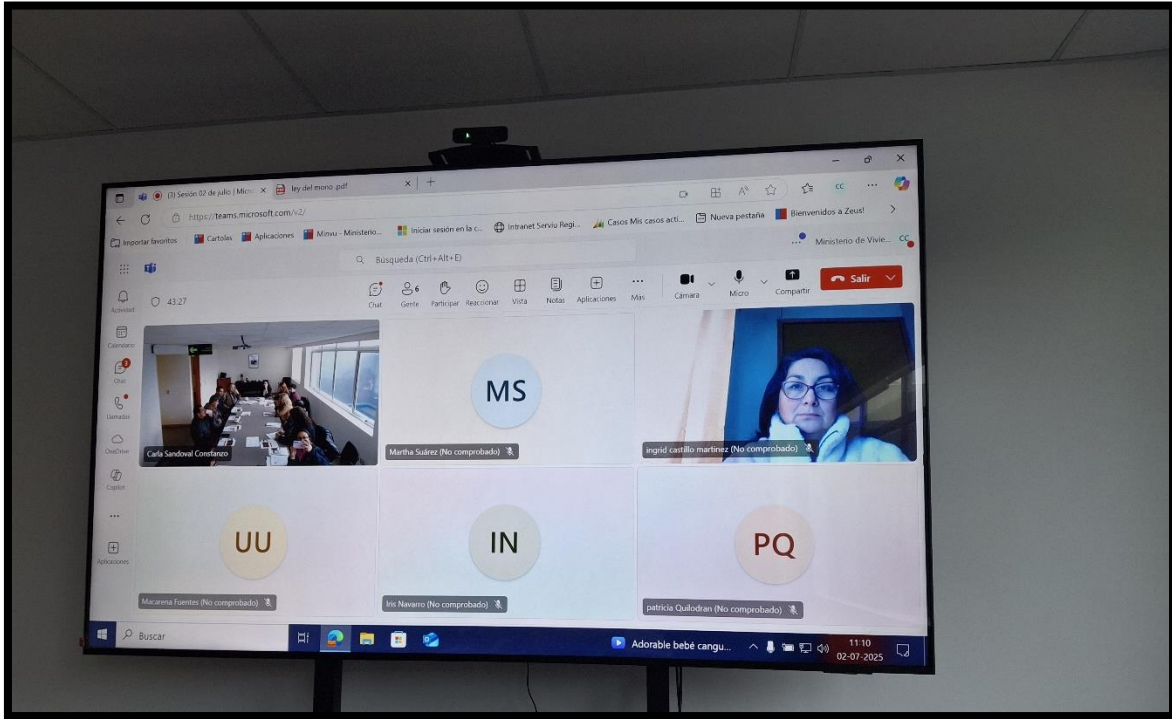 (3) Sesión 02 de julio | Micro
ley del mono .pdf
https://teams.microsoft.com/v2/
CC
Importar favoritos
Cartolas
Aplicaciones
Minvu - Ministerio...
Iniciar sesión en la c...
Intranet Serviu Regi...
Casos Mis casos acti...
Nueva pestaña
Bienvenidos a Zeus!
Búsqueda (Ctrl+Alt+E)
Ministerio de Vivie...
CC
43:27
6
Chat
Gente
Participar
Reaccionar
Vista
Notas
Aplicaciones
Más
Cámara
Micro
Compartir
Salir
Actividad
Calendario
3
Chat
Llamadas
OneDrive
Copilot
Aplicaciones
Carla Sandoval Constanzo
MS
Martha Suárez (No comprobado)
ingrid castillo martinez (No comprobado)
UU
Macarena Fuentes (No comprobado)
IN
Iris Navarro (No comprobado)
PQ
patricia Quilodran (No comprobado)
Buscar
Adorable bebé cangu...
11:10
02-07-2025